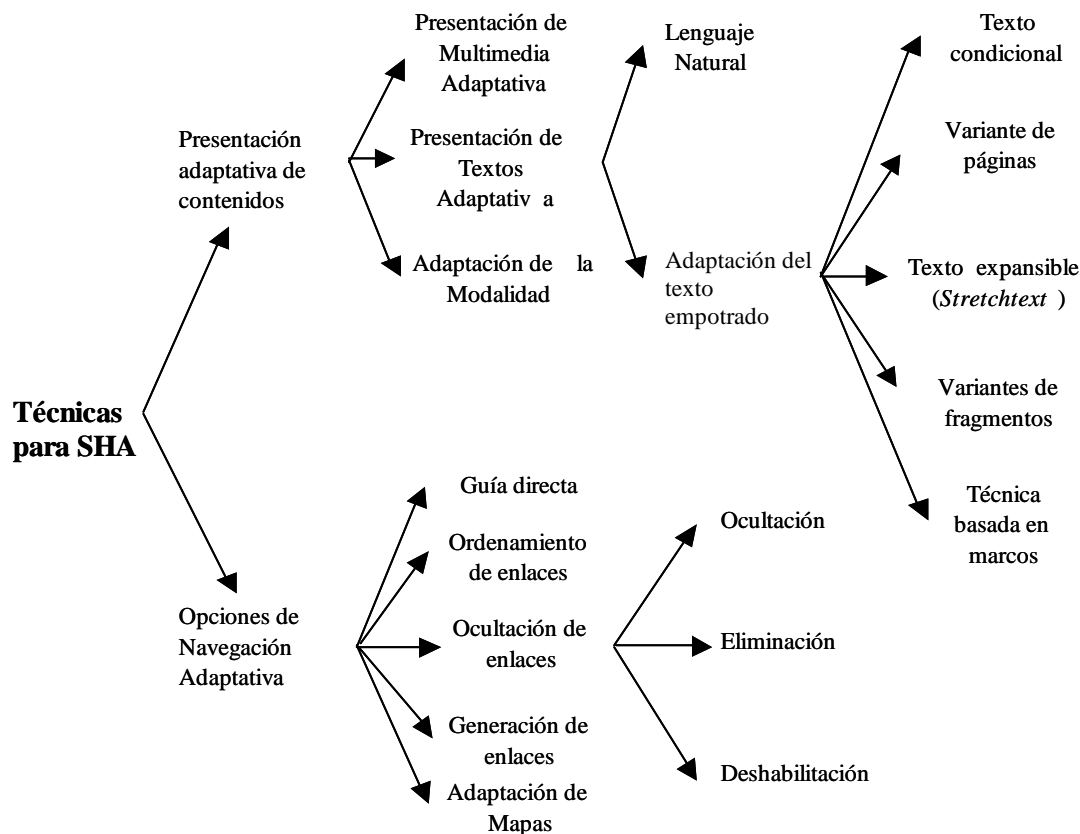 Técnicas
para SHA
Presentación
adaptativa de
contenidos
Presentación de
Multimedia
Adaptativa
Presentación de
Textos
Adaptativ a
Adaptación de la
Modalidad
Lenguaje
Natural
Adaptación del
texto
empotrado
Texto
condicional
Variante de
páginas
Texto expansible
(Stretchtext )
Variantes de
fragmentos
Técnica
basada en
marcos
Opciones de
Navegación
Adaptativa
Guía directa
Ordenamiento
de enlaces
Ocultación de
enlaces
Generación de
enlaces
Adaptación de
Mapas
Ocultación
Eliminación
Deshabilitación